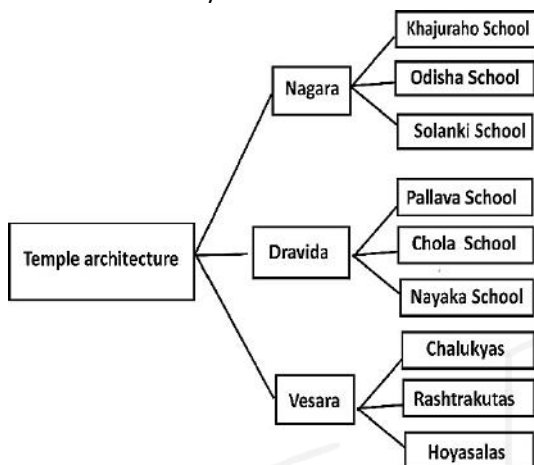 Temple architecture
Nagara
Khajuraho School
Odisha School
Solanki School
Dravida
Pallava School
Chola School
Nayaka School
Vesara
Chalukyas
Rashtrakutas
Hoyasalas